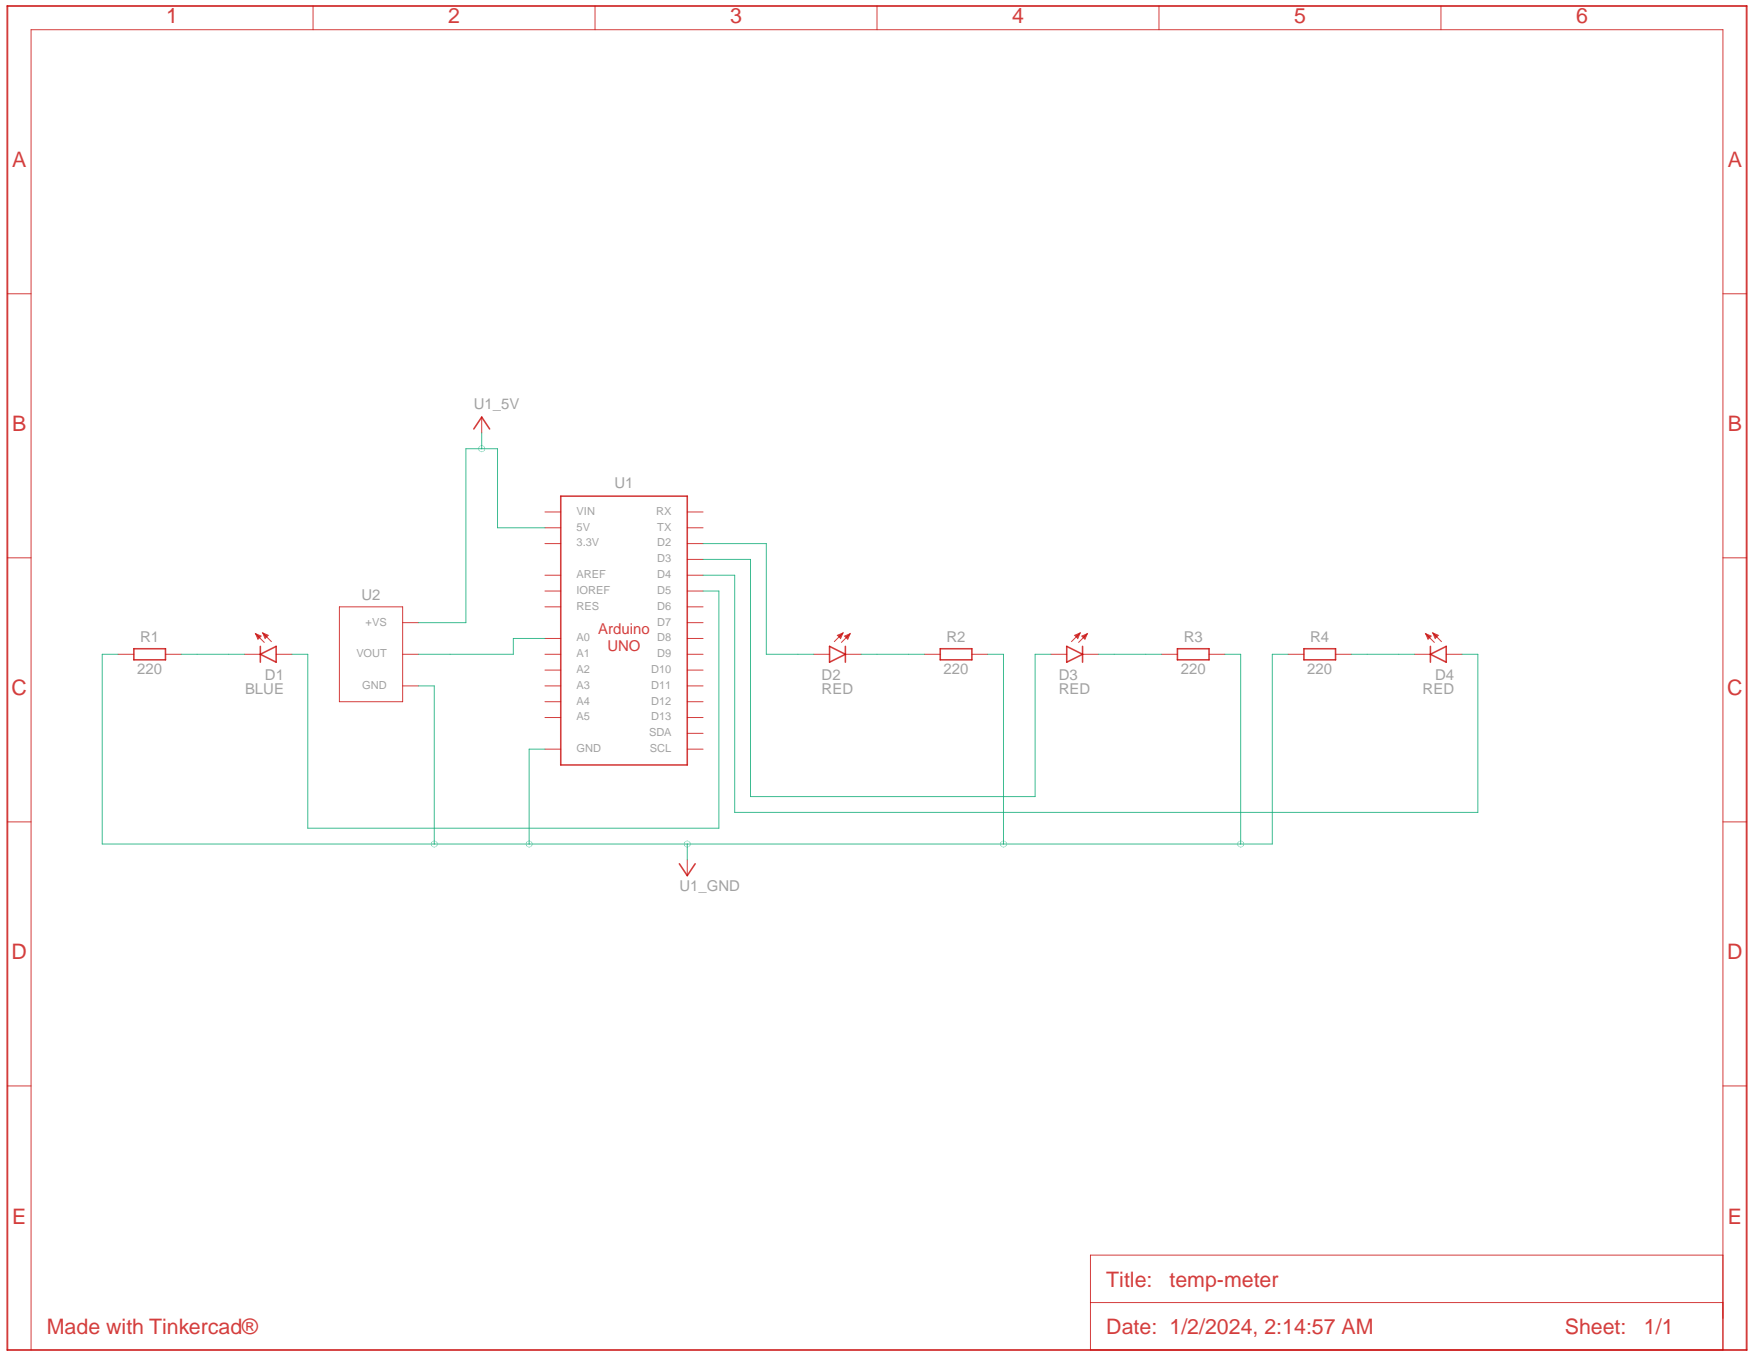 1 2 3 4 5 6
A A
B B
C C
D D
E E
U1_5V
U1
VIN RX
5V TX
3.3V D2
D3
AREF D4
IOREF D5
RES D6
D7
A0 D8
A1 D9
A2 D10
A3 D11
A4 D12
A5 D13
SDA
GND SCL
Arduino
UNO
U2
+VS
VOUT
GND
R1
220
D1
BLUE
D2
RED
R2
220
D3
RED
R3
220
R4
220
D4
RED
U1_GND
Title: temp-meter
Date: 1/2/2024, 2:14:57 AM Sheet: 1/1
Made with Tinkercad®